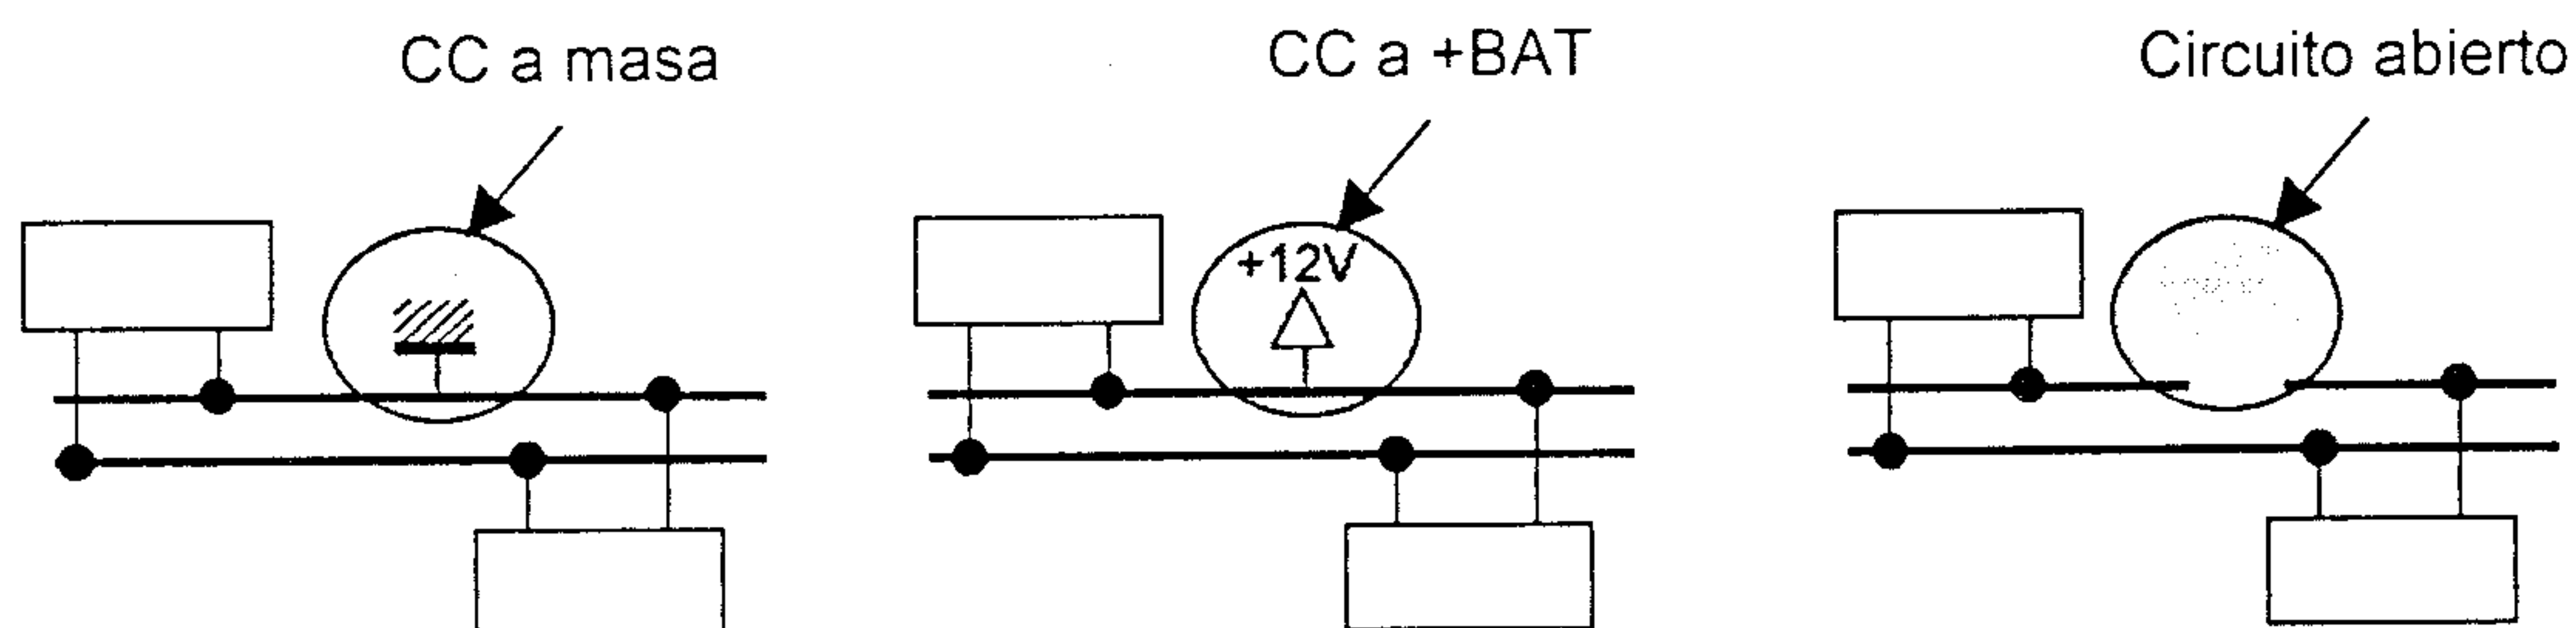 CC a masa
CC a +BAT
Circuito abierto
+12V